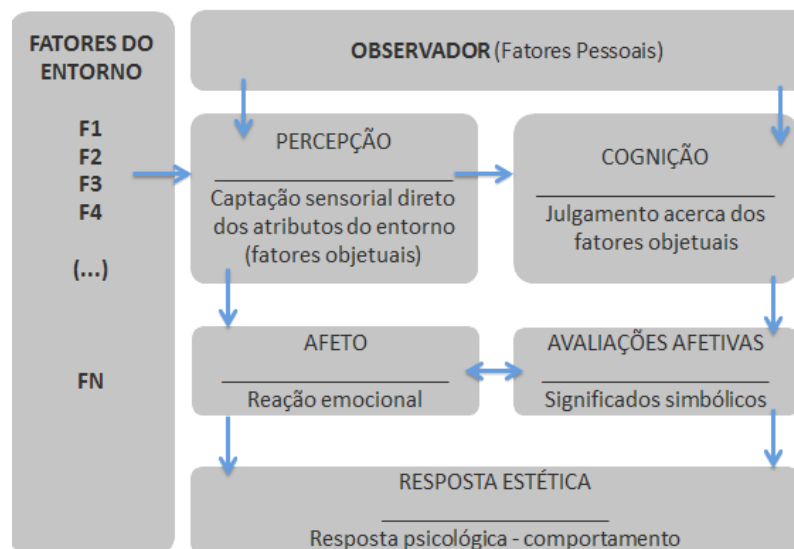 FATORES DO
ENTORNO
F1
F2
F3
F4
(...)
FN
OBSERVADOR (Fatores Pessoais)
PERCEPÇÃO
Captação sensorial direto
dos atributos do entorno
(fatores objetuais)
COGNIÇÃO
Julgamento acerca dos
fatores objetuais
AFETO
Reação emocional
AVALIAÇÕES AFETIVAS
Significados simbólicos
RESPOSTA ESTÉTICA
Resposta psicológica - comportamento